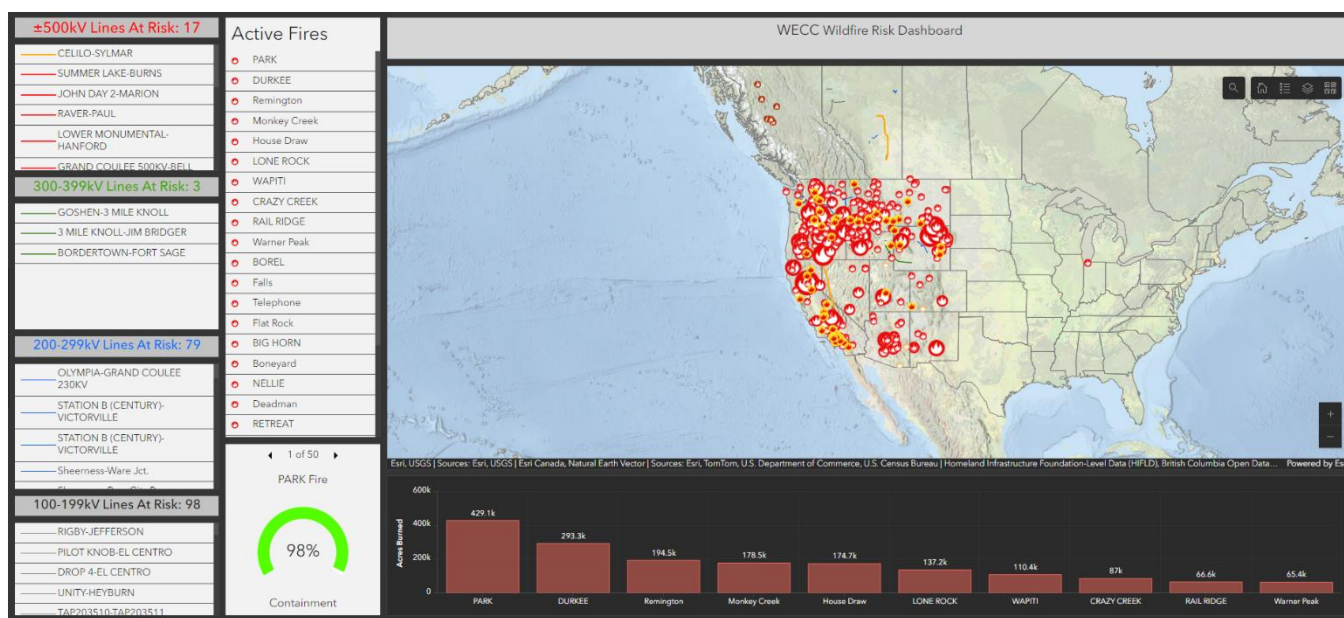 ±500kV Lines At Risk: 17
CELILO-SYLMAR
SUMMER LAKE-BURNS
JOHN DAY 2-MARION
RAVER-PAUL
LOWER MONUMENTAL-
HANFORD
GRAND COULEE 500KV-BELL
300-399kV Lines At Risk: 3
GOSHEN-3 MILE KNOLL
3 MILE KNOLL-JIM BRIDGER
BORDERTOWN-FORT SAGE
200-299kV Lines At Risk: 79
OLYMPIA-GRAND COULEE
230KV
STATION B (CENTURY)-
VICTORVILLE
STATION B (CENTURY)-
VICTORVILLE
Sheerness-Ware Jct.
100-199kV Lines At Risk: 98
RIGBY-JEFFERSON
PILOT KNOB-EL CENTRO
DROP 4-EL CENTRO
UNITY-HEYBURN
TAP203510-TAP203511
Active Fires
PARK
DURKEE
Remington
Monkey Creek
House Draw
LONE ROCK
WAPITI
CRAZY CREEK
RAIL RIDGE
Warner Peak
BOREL
Falls
Telephone
Flat Rock
BIG HORN
Boneyard
NELLIE
Deadman
RETREAT
1 of 50
PARK Fire
98%
Containment
WECC Wildfire Risk Dashboard
Esri, USGS | Sources: Esri, USGS | Esri Canada, Natural Earth Vector | Sources: Esri, TomTom, U.S. Department of Commerce, U.S. Census Bureau | Homeland Infrastructure Foundation-Level Data (HIFLD), British Columbia Open Data... Powered by Es
Acres Burned
600k
400k
200k
0
429.1k
293.3k
194.5k
178.5k
174.7k
137.2k
110.4k
87k
66.6k
65.4k
PARK
DURKEE
Remington
Monkey Creek
House Draw
LONE ROCK
WAPITI
CRAZY CREEK
RAIL RIDGE
Warner Peak